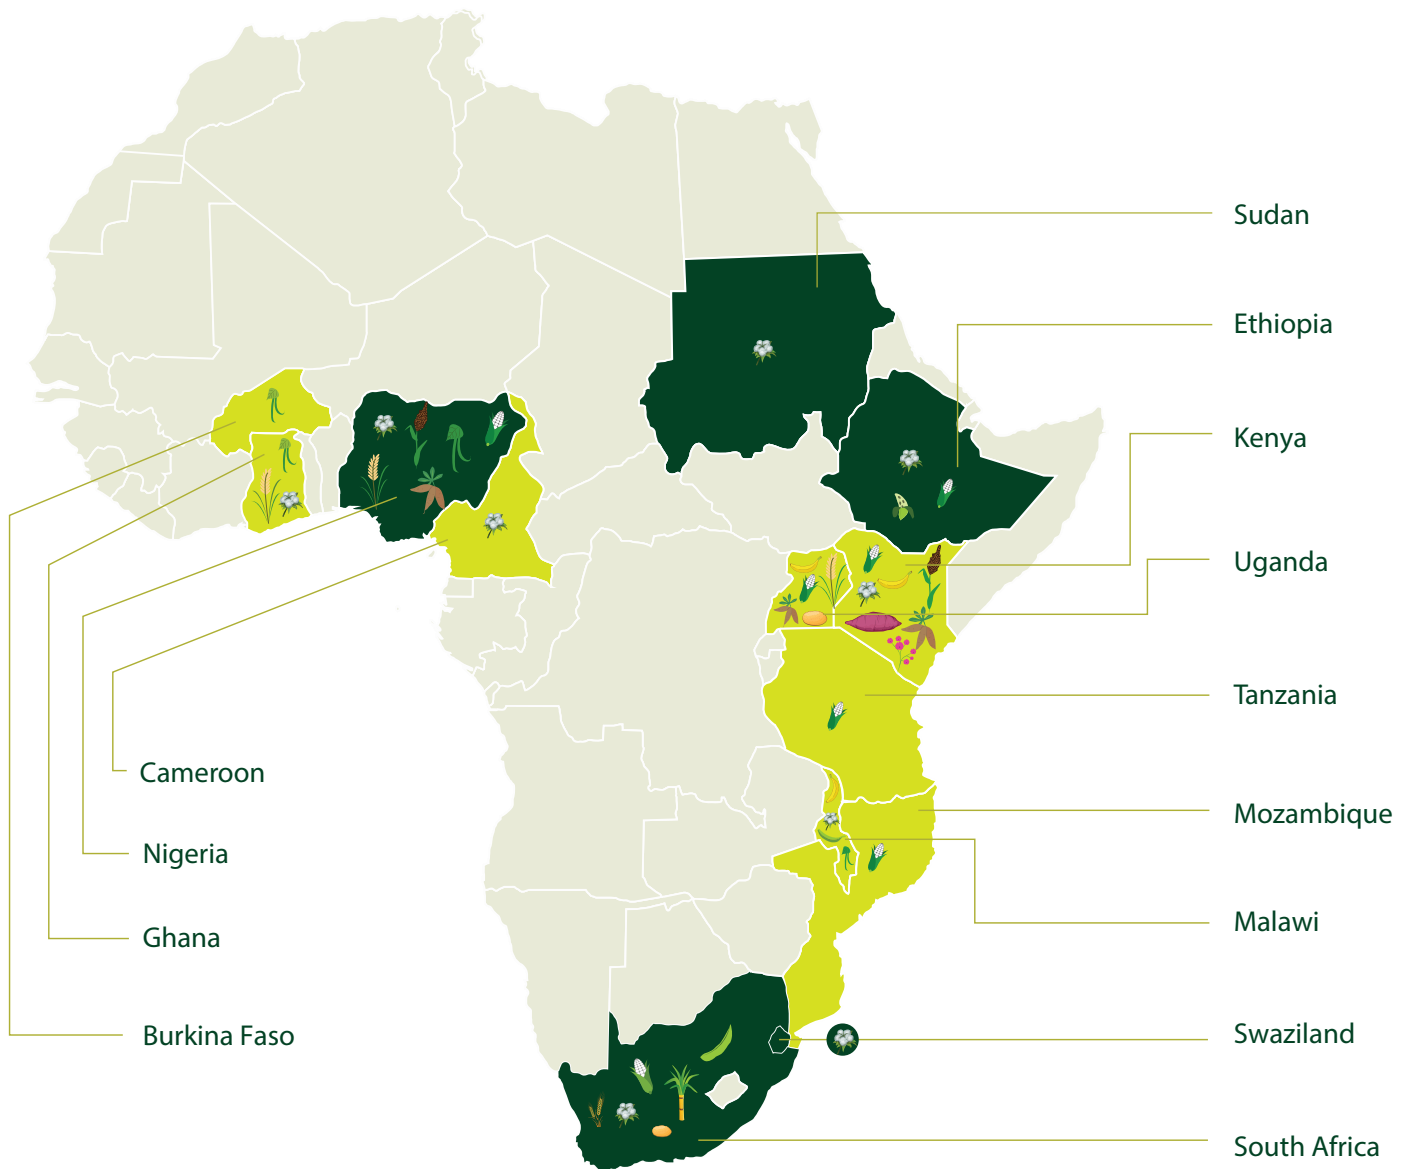 Sudan
Ethiopia
Kenya
Uganda
Tanzania
Mozambique
Malawi
Swaziland
South Africa
Cameroon
Nigeria
Ghana
Burkina Faso